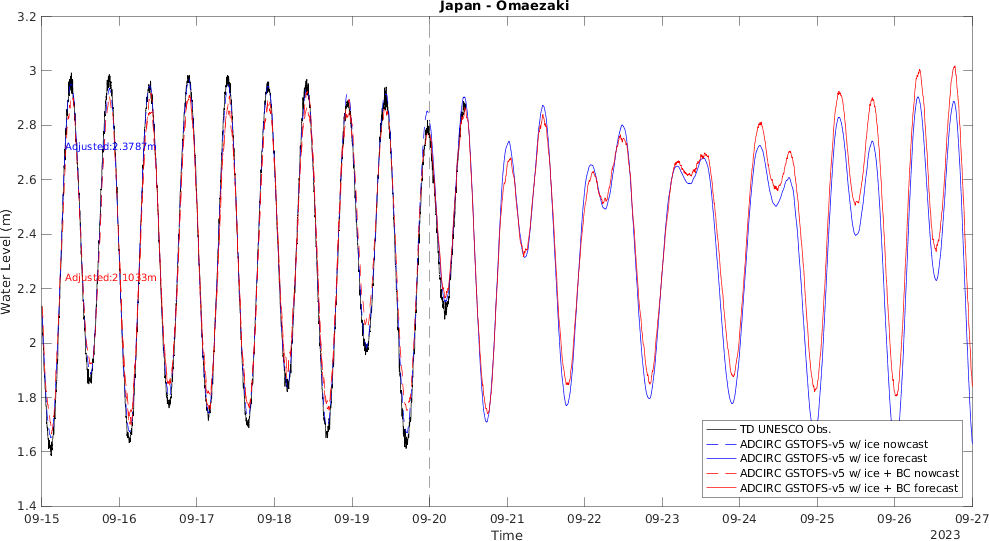 Japan - Omaezaki
Water Level (m)
3.2
3
2.8
2.6
2.4
2.2
2
1.8
1.6
1.4
Adjusted:2.3787m
Adjusted:2.1033m
TD UNESCO Obs.
ADCIRC GSTOFS-v5 w/ ice nowcast
ADCIRC GSTOFS-v5 w/ ice forecast
ADCIRC GSTOFS-v5 w/ ice + BC nowcast
ADCIRC GSTOFS-v5 w/ ice + BC forecast
09-15 09-16 09-17 09-18 09-19 09-20 09-21 09-22 09-23 09-24 09-25 09-26 09-27
Time
2023